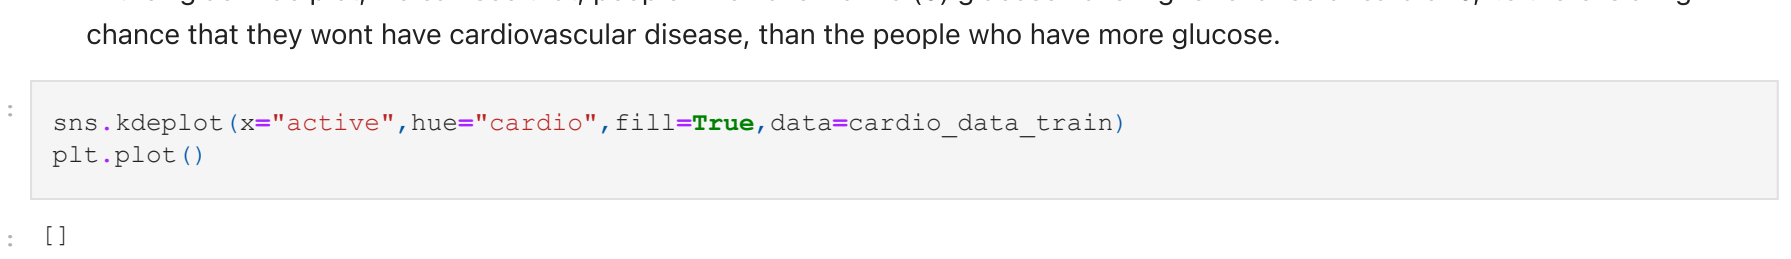 chance that they wont have cardiovascular disease, than the people who have more glucose.
:
sns.kdeplot(x="active",hue="cardio",fill=True,data=cardio_data_train)
plt.plot()
: []